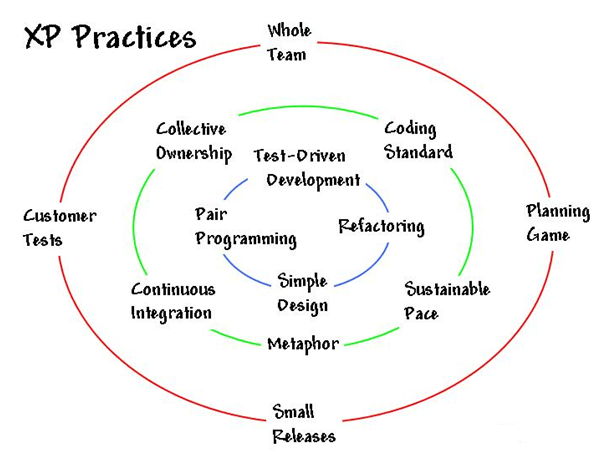 XP Practices
Whole
Team
Collective
Ownership
Coding
Standard
Test-Driven
Development
Customer
Tests
Pair
Programming
Refactoring
Planning
Game
Continuous
Integration
Simple
Design
Sustainable
Pace
Metaphor
Small
Releases